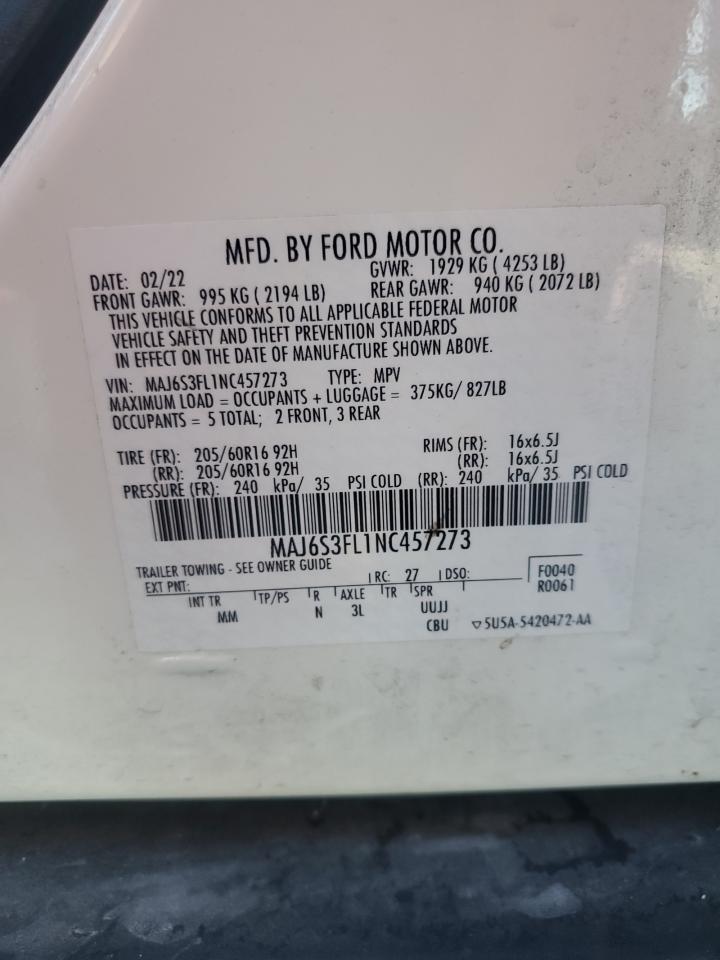 MFD. BY FORD MOTOR CO.
DATE: 02/22 GVWR: 1929 KG ( 4253 LB)
FRONT GAWR: 995 KG ( 2194 LB) REAR GAWR: 940 KG ( 2072 LB)
THIS VEHICLE CONFORMS TO ALL APPLICABLE FEDERAL MOTOR
VEHICLE SAFETY AND THEFT PREVENTION STANDARDS
IN EFFECT ON THE DATE OF MANUFACTURE SHOWN ABOVE.
VIN: MAJ6S3FL1NC457273 TYPE: MPV
MAXIMUM LOAD = OCCUPANTS + LUGGAGE = 375KG/ 827LB
OCCUPANTS = 5 TOTAL; 2 FRONT, 3 REAR
TIRE (FR): 205/60R16 92H RIMS (FR): 16x6.5J
(RR): 205/60R16 92H (RR): 16x6.5J
PRESSURE (FR): 240 kPa/ 35 PSI COLD (RR): 240 kPa/ 35 PSI COLD
MAJ6S3FL1NC457273
TRAILER TOWING - SEE OWNER GUIDE
EXT PNT: RC: 27 DSO: F0040
INT TR TP/PS R AXLE TR SPR R0061
MM N 3L UUJJ
CBU 5U5A-5420472-AA